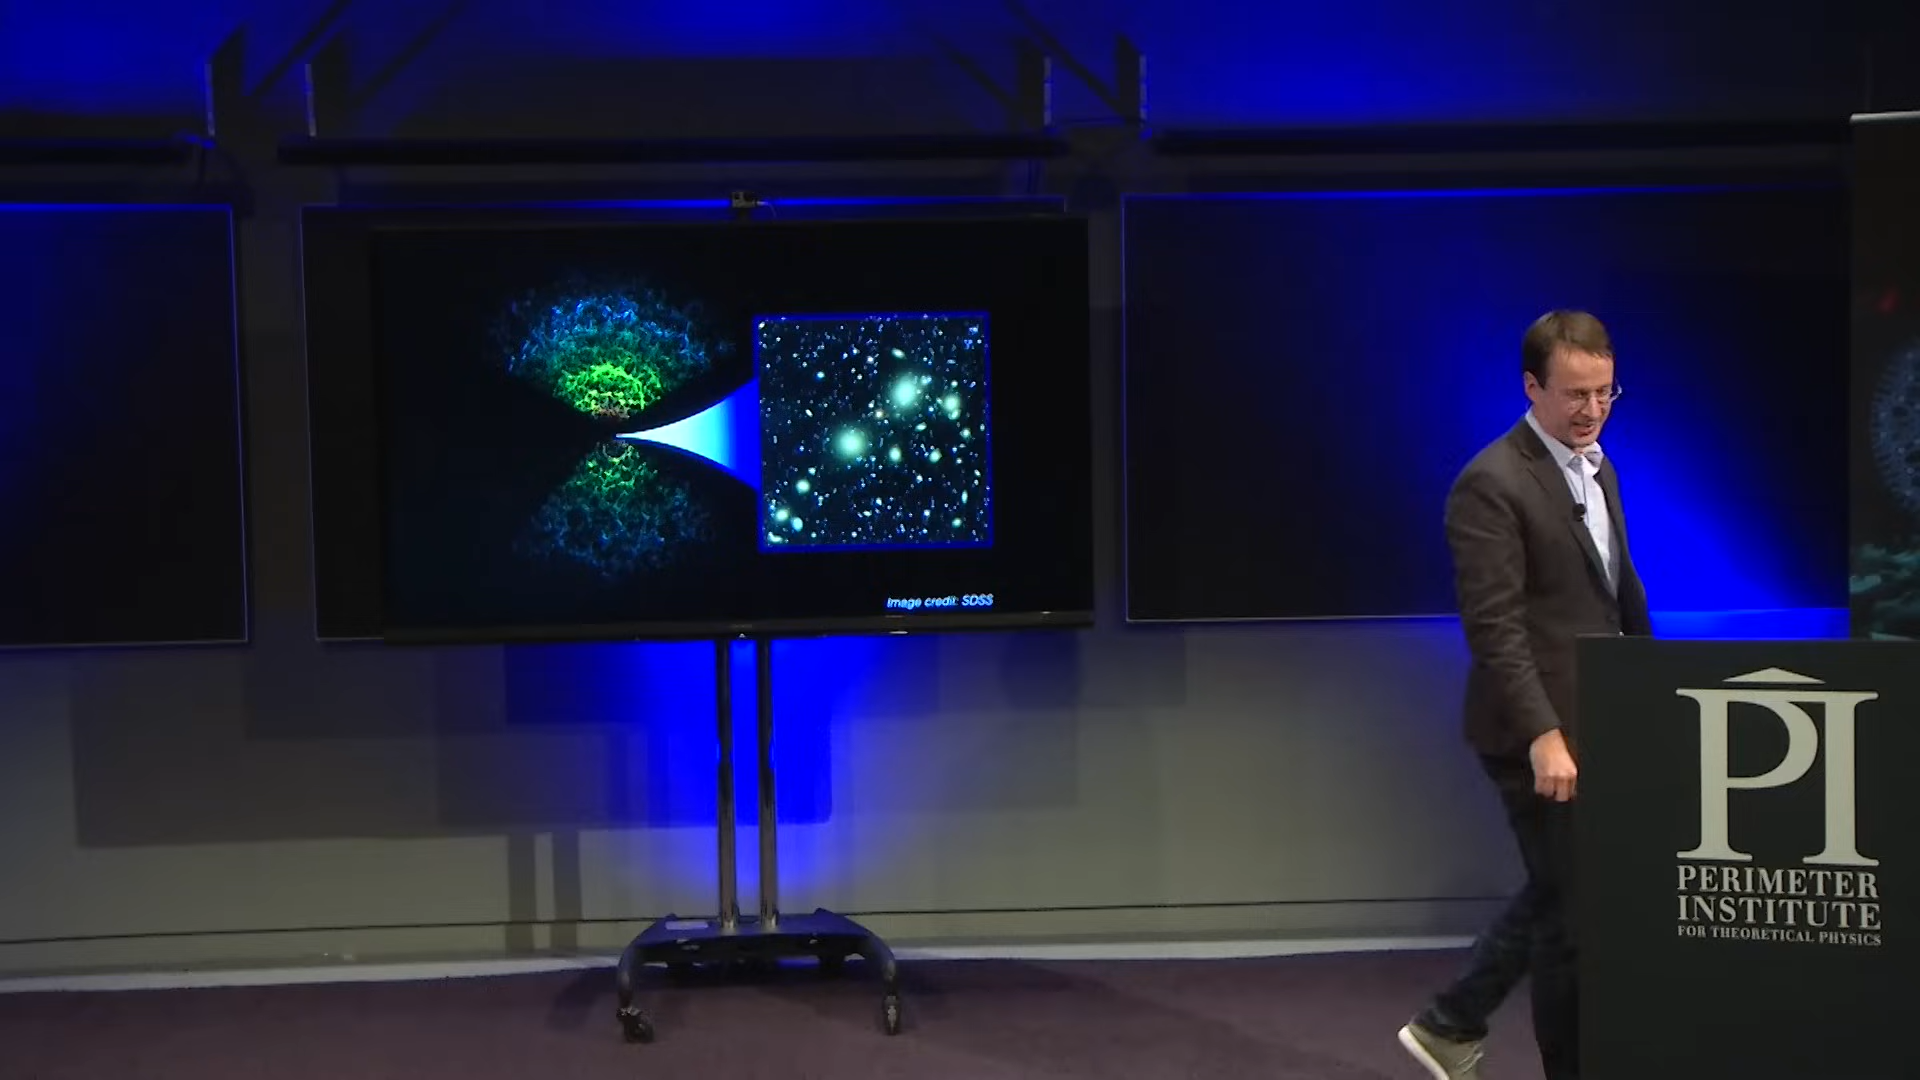 Image credit: SDSS
PI
PERIMETER
INSTITUTE
FOR THEORETICAL PHYSICS